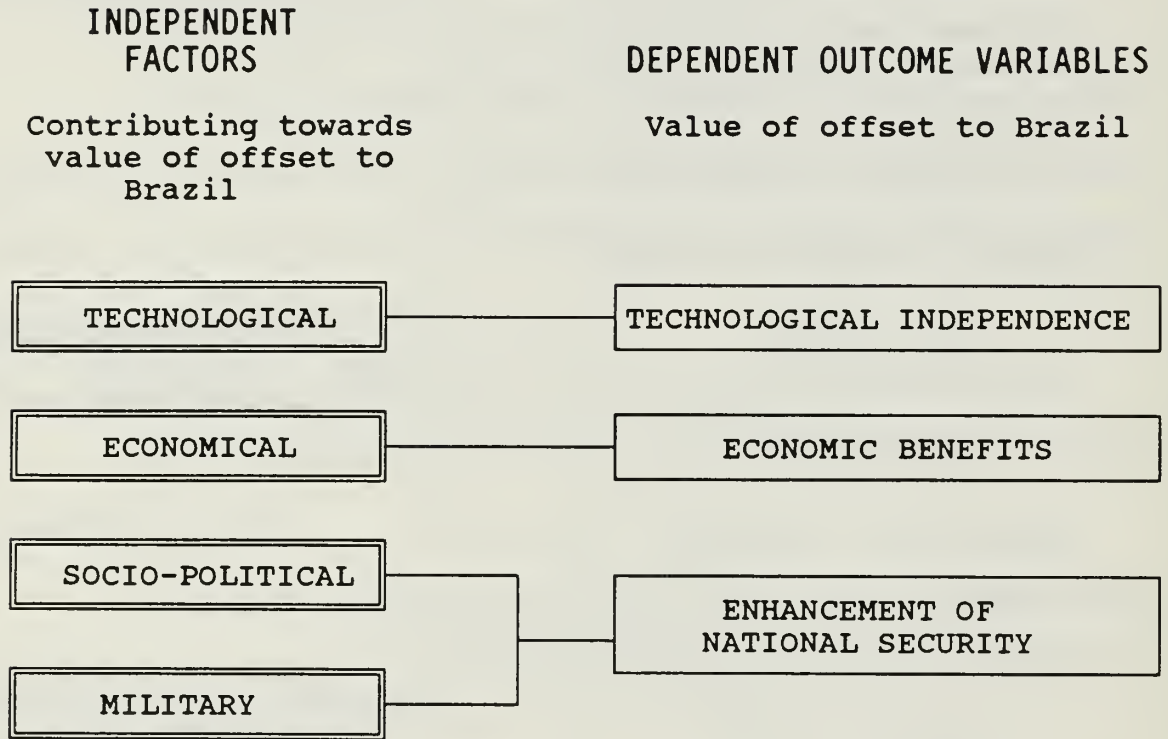 INDEPENDENT
FACTORS
Contributing towards
value of offset to
Brazil
DEPENDENT OUTCOME VARIABLES
Value of offset to Brazil
TECHNOLOGICAL
TECHNOLOGICAL INDEPENDENCE
ECONOMICAL
ECONOMIC BENEFITS
SOCIO-POLITICAL
MILITARY
ENHANCEMENT OF
NATIONAL SECURITY